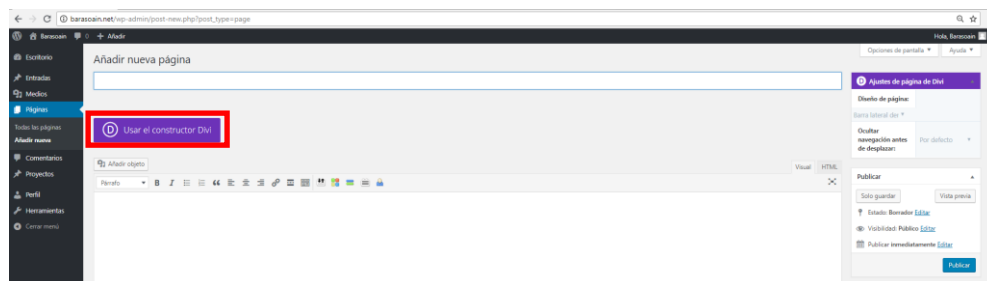 barasoain.net/wp-admin/post-new.php?post_type=page
Barasoain 0 + Añadir Hola, Barasoain
Opciones de pantalla Ayuda
Escritorio
Entradas
Medios
Páginas
Todas las páginas
Añadir nueva
Comentarios
Proyectos
Perfil
Herramientas
Cerrar menú
Añadir nueva página
D Usar el constructor Divi
Añadir objeto
Visual HTML
Párrafo B I
D Ajustes de página de Divi
Diseño de página:
Barra lateral der
Ocultar
navegación antes
de desplazar:
Por defecto
Publicar
Solo guardar Vista previa
Estado: Borrador Editar
Visibilidad: Público Editar
Publicar inmediatamente Editar
Publicar